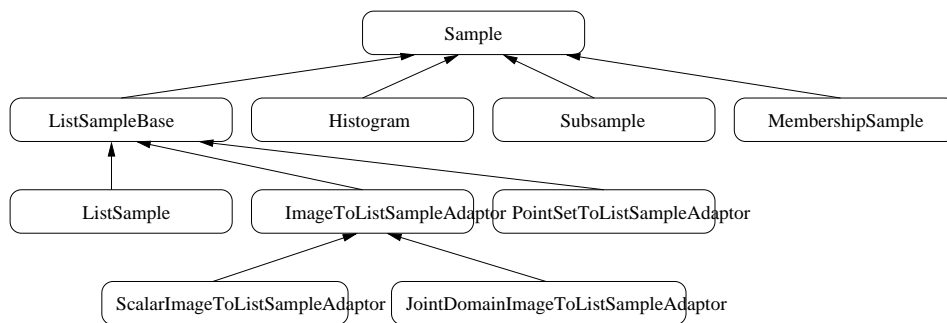 Sample
ListSampleBase
Histogram
Subsample
MembershipSample
ListSample
ImageToListSampleAdaptor
PointSetToListSampleAdaptor
ScalarImageToListSampleAdaptor
JointDomainImageToListSampleAdaptor